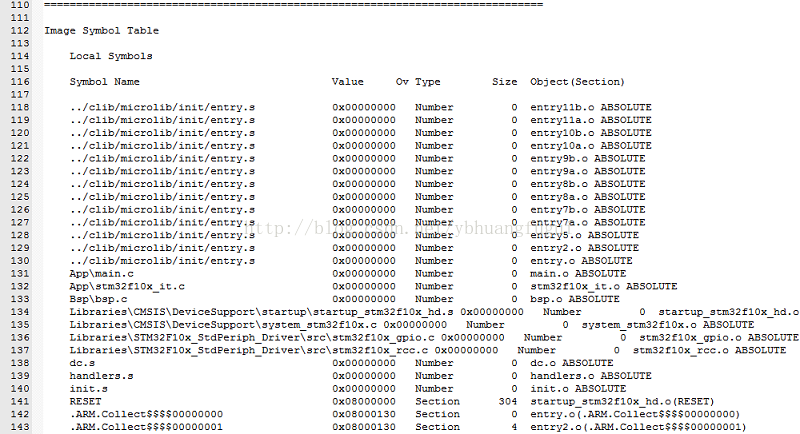 110 ==============================================================================
111
112 Image Symbol Table
113
114 Local Symbols
115
116 Symbol Name Value Ov Type Size Object(Section)
117
118 ../clib/microlib/init/entry.s 0x00000000 Number 0 entry11b.o ABSOLUTE
119 ../clib/microlib/init/entry.s 0x00000000 Number 0 entry11a.o ABSOLUTE
120 ../clib/microlib/init/entry.s 0x00000000 Number 0 entry10b.o ABSOLUTE
121 ../clib/microlib/init/entry.s 0x00000000 Number 0 entry10a.o ABSOLUTE
122 ../clib/microlib/init/entry.s 0x00000000 Number 0 entry9b.o ABSOLUTE
123 ../clib/microlib/init/entry.s 0x00000000 Number 0 entry9a.o ABSOLUTE
124 ../clib/microlib/init/entry.s 0x00000000 Number 0 entry8b.o ABSOLUTE
125 ../clib/microlib/init/entry.s 0x00000000 Number 0 entry8a.o ABSOLUTE
126 ../clib/microlib/init/entry.s 0x00000000 Number 0 entry7b.o ABSOLUTE
127 ../clib/microlib/init/entry.s 0x00000000 Number 0 entry7a.o ABSOLUTE
128 ../clib/microlib/init/entry.s 0x00000000 Number 0 entry5.o ABSOLUTE
129 ../clib/microlib/init/entry.s 0x00000000 Number 0 entry2.o ABSOLUTE
130 ../clib/microlib/init/entry.s 0x00000000 Number 0 entry.o ABSOLUTE
131 App\main.c 0x00000000 Number 0 main.o ABSOLUTE
132 App\stm32f10x_it.c 0x00000000 Number 0 stm32f10x_it.o ABSOLUTE
133 Bsp\bsp.c 0x00000000 Number 0 bsp.o ABSOLUTE
134 Libraries\CMSIS\DeviceSupport\startup\startup_stm32f10x_hd.s 0x00000000 Number 0 startup_stm32f10x_hd.o
135 Libraries\CMSIS\DeviceSupport\system_stm32f10x.c 0x00000000 Number 0 system_stm32f10x.o ABSOLUTE
136 Libraries\STM32F10x_StdPeriph_Driver\src\stm32f10x_gpio.c 0x00000000 Number 0 stm32f10x_gpio.o ABSOLUTE
137 Libraries\STM32F10x_StdPeriph_Driver\src\stm32f10x_rcc.c 0x00000000 Number 0 stm32f10x_rcc.o ABSOLUTE
138 dc.s 0x00000000 Number 0 dc.o ABSOLUTE
139 handlers.s 0x00000000 Number 0 handlers.o ABSOLUTE
140 init.s 0x00000000 Number 0 init.o ABSOLUTE
141 RESET 0x08000000 Section 304 startup_stm32f10x_hd.o(RESET)
142 .ARM.Collect$$$$00000000 0x08000130 Section 0 entry.o(.ARM.Collect$$$$00000000)
143 .ARM.Collect$$$$00000001 0x08000130 Section 4 entry2.o(.ARM.Collect$$$$00000001)